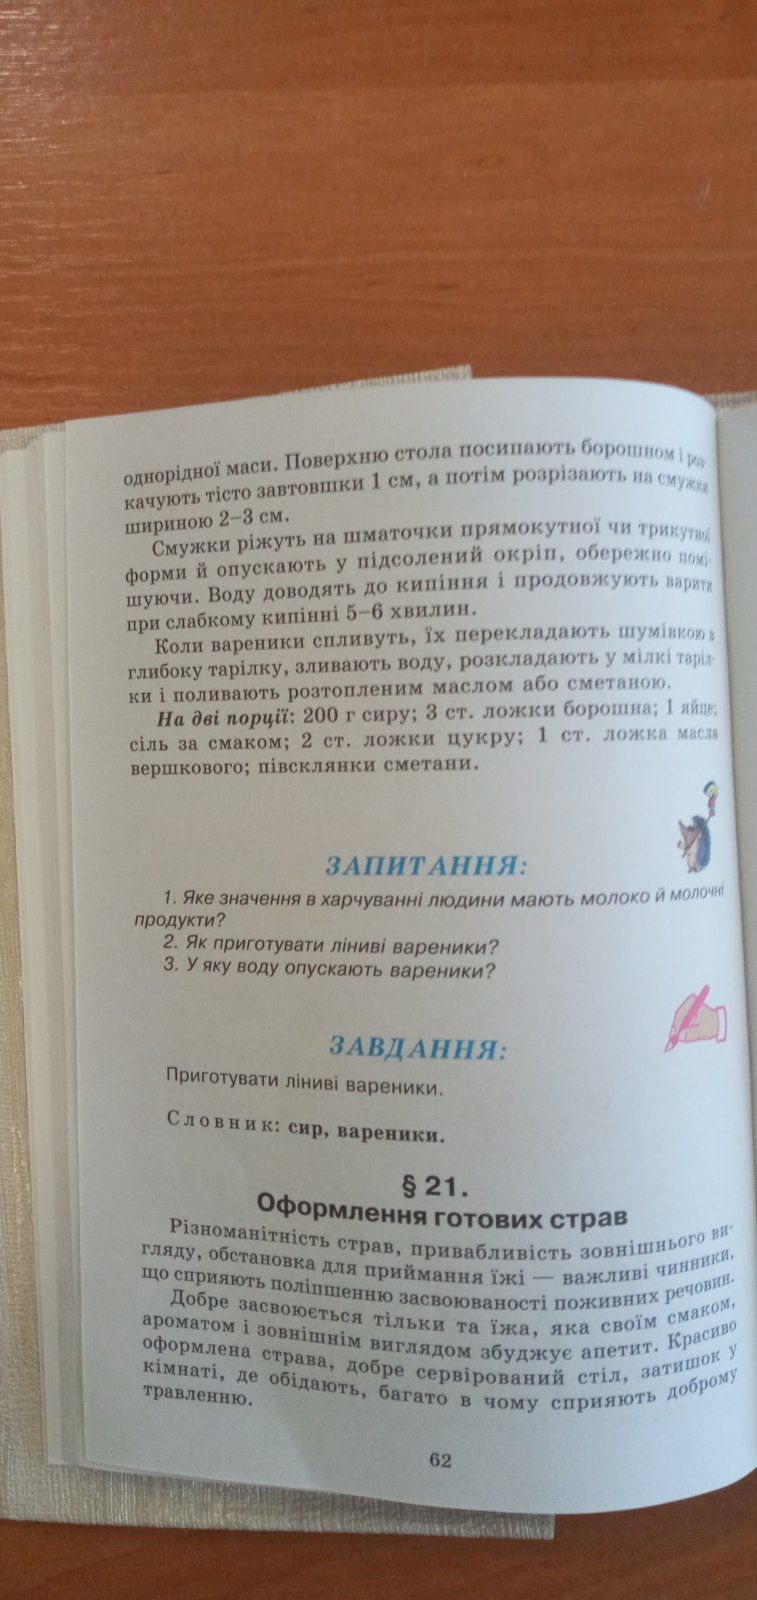 однорідної маси. Поверхню стола посипають борошном і роз-
качують тісто завтовшки 1 см, а потім розрізають на смужки
шириною 2–3 см.
Смужки ріжуть на шматочки прямокутної чи трикутної
форми й опускають у підсолений окріп, обережно помі-
шуючи. Воду доводять до кипіння і продовжують варити
при слабкому кипінні 5–6 хвилин.
Коли вареники спливуть, їх перекладають шумівкою в
глибоку тарілку, зливають воду, розкладають у мілкі таріл-
ки і поливають розтопленим маслом або сметаною.
На дві порції: 200 г сиру; 3 ст. ложки борошна; 1 яйце;
сіль за смаком; 2 ст. ложки цукру; 1 ст. ложка масла
вершкового; півсклянки сметани.
ЗАПИТАННЯ:
1. Яке значення в харчуванні людини мають молоко й молочні
продукти?
2. Як приготувати ліниві вареники?
3. У яку воду опускають вареники?
ЗАВДАННЯ:
Приготувати ліниві вареники.
Словник: сир, вареники.
§ 21.
Оформлення готових страв
Різноманітність страв, привабливість зовнішнього ви-
гляду, обстановка для приймання їжі — важливі чинники,
що сприяють поліпшенню засвоюваності поживних речовин.
Добре засвоюється тільки та їжа, яка своїм смаком,
ароматом і зовнішнім виглядом збуджує апетит. Красиво
оформлена страва, добре сервірований стіл, затишок у
кімнаті, де обідають, багато в чому сприяють доброму
травленню.
62